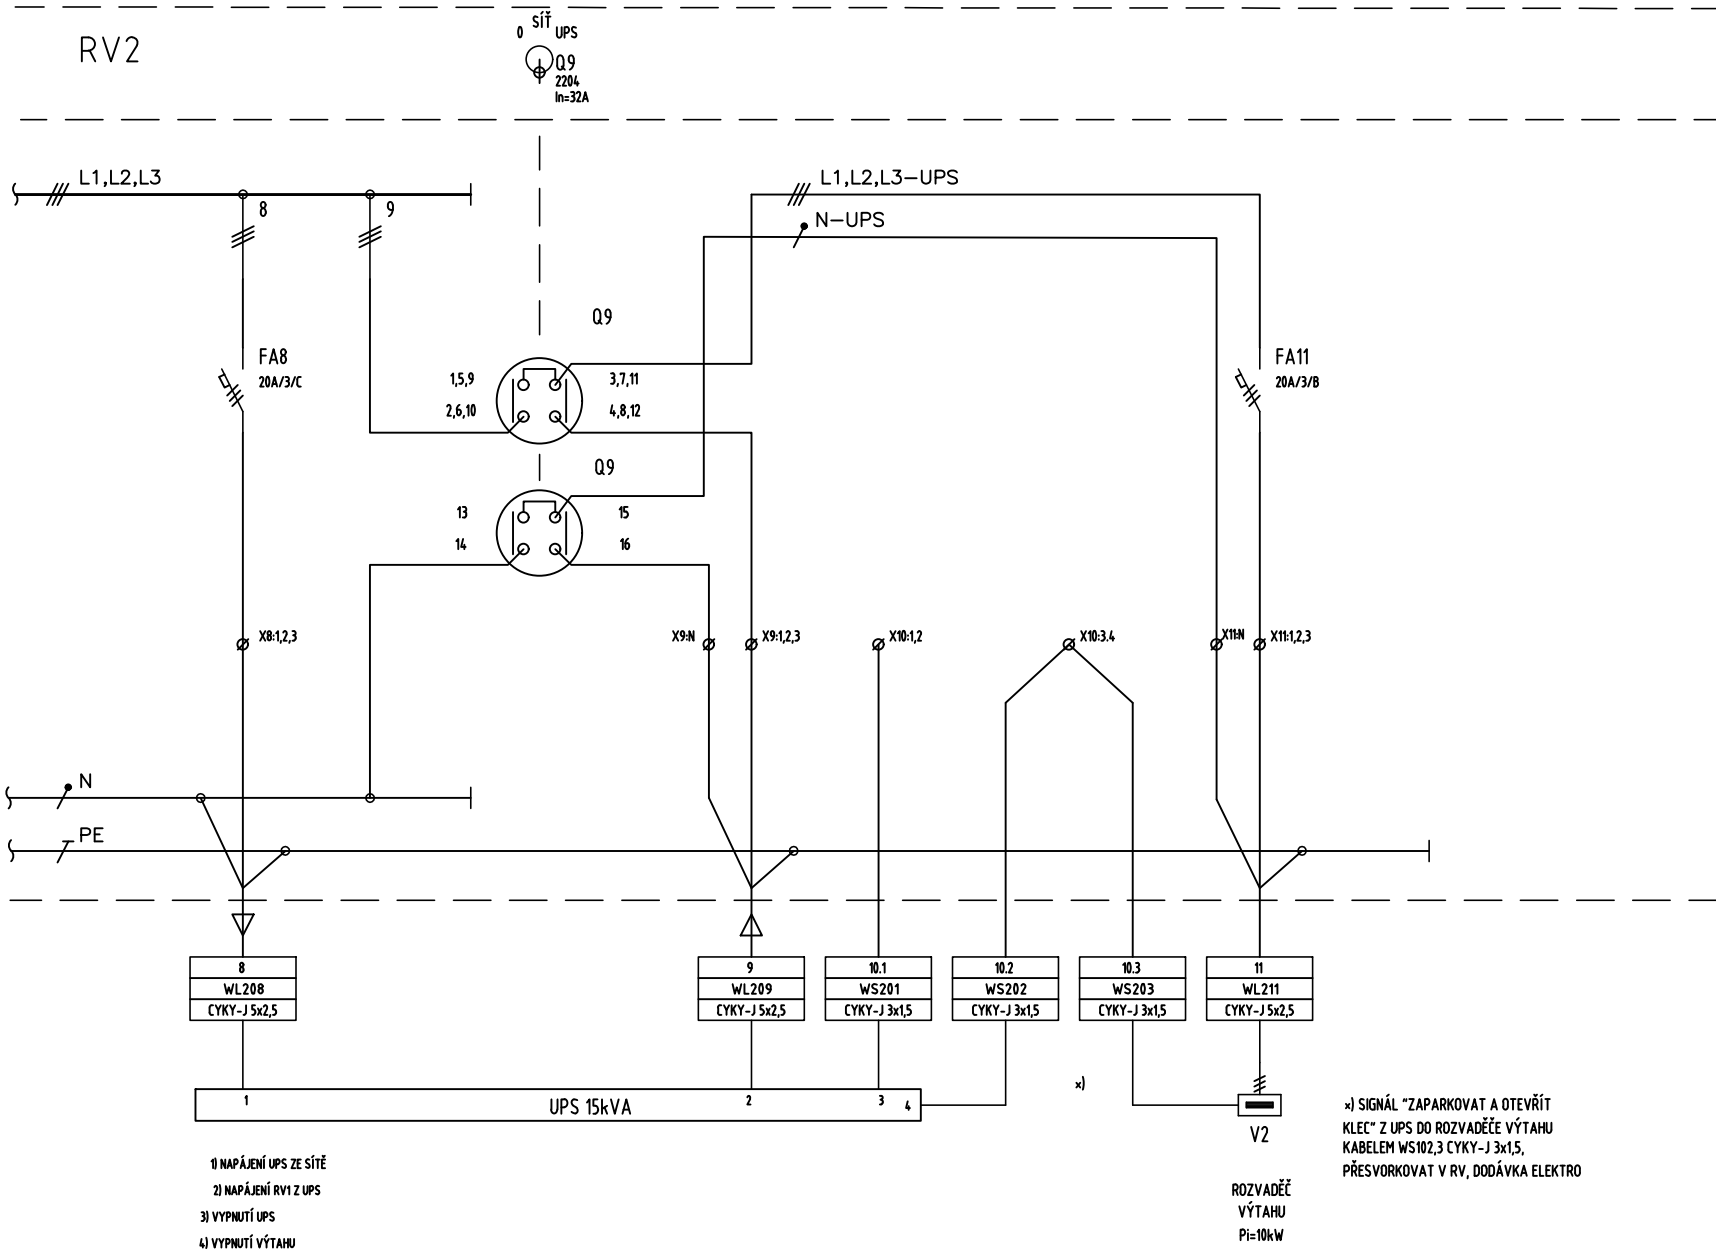 RV2
SÍŤ
0
UPS
Q9
2204
In=32A
L1,L2,L3
8
9
L1,L2,L3-UPS
N-UPS
Q9
FA8
20A/3/C
1,5,9
3,7,11
2,6,10
4,8,12
FA11
20A/3/B
Q9
13
15
14
16
X8:1,2,3
X9:N
X9:1,2,3
X10:1,2
X10:3.4
X11:N
X11:1,2,3
N
PE
8
WL208
CYKY-J 5x2,5
9
WL209
CYKY-J 5x2,5
10.1
WS201
CYKY-J 3x1,5
10.2
WS202
CYKY-J 3x1,5
10.3
WS203
CYKY-J 3x1,5
11
WL211
CYKY-J 5x2,5
1
UPS 15kVA
2
3
4
x)
V2
ROZVADĚČ
VÝTAHU
Pi=10kW
x) SIGNÁL "ZAPARKOVAT A OTEVŘÍT
KLEC" Z UPS DO ROZVADĚČE VÝTAHU
KABELEM WS102,3 CYKY-J 3x1,5,
PŘESVORKOVAT V RV, DODÁVKA ELEKTRO
1) NAPÁJENÍ UPS ZE SÍTĚ
2) NAPÁJENÍ RV1 Z UPS
3) VYPNUTÍ UPS
4) VYPNUTÍ VÝTAHU